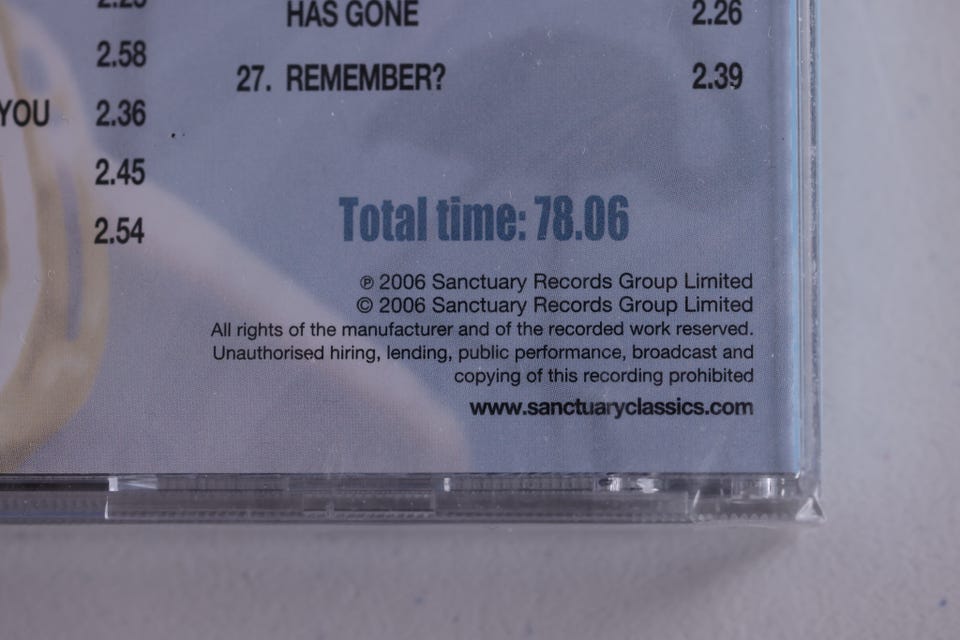 2.58
YOU 2.36
2.45
2.54
HAS GONE 2.26
27. REMEMBER? 2.39
Total time: 78.06
℗ 2006 Sanctuary Records Group Limited
© 2006 Sanctuary Records Group Limited
All rights of the manufacturer and of the recorded work reserved.
Unauthorised hiring, lending, public performance, broadcast and
copying of this recording prohibited
www.sanctuaryclassics.com